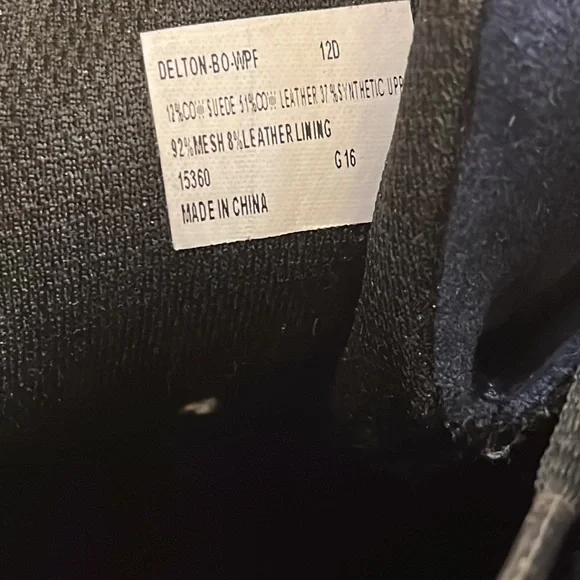 DELTON-BO-WPF 12D
12%COW SUEDE 51%COW LEATHER 37%SYNTHETIC UPP
92%MESH 8%LEATHER LINING
15360 G16
MADE IN CHINA